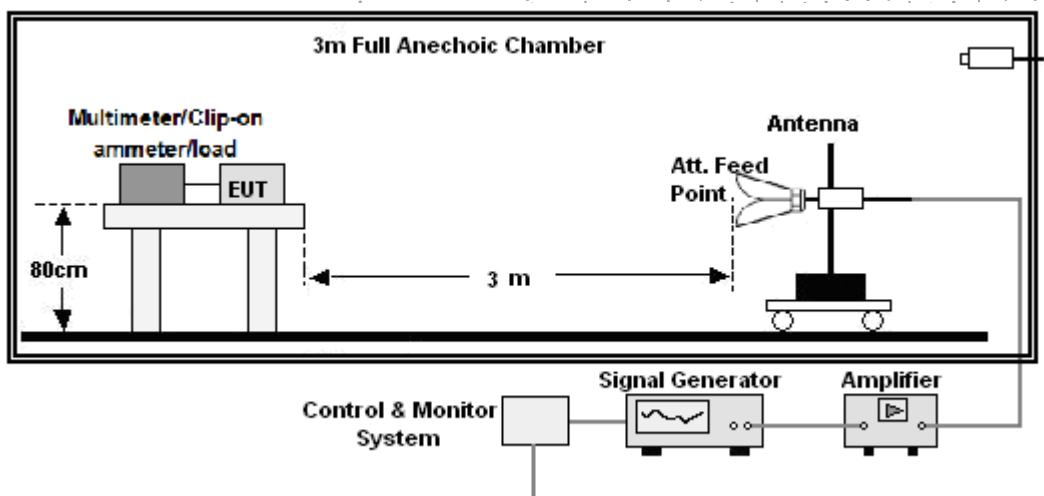 3m Full Anechoic Chamber
Multimeter/Clip-on
ammeter/load
EUT
Antenna
Att. Feed
Point
80cm
3 m
Signal Generator
Amplifier
Control & Monitor
System